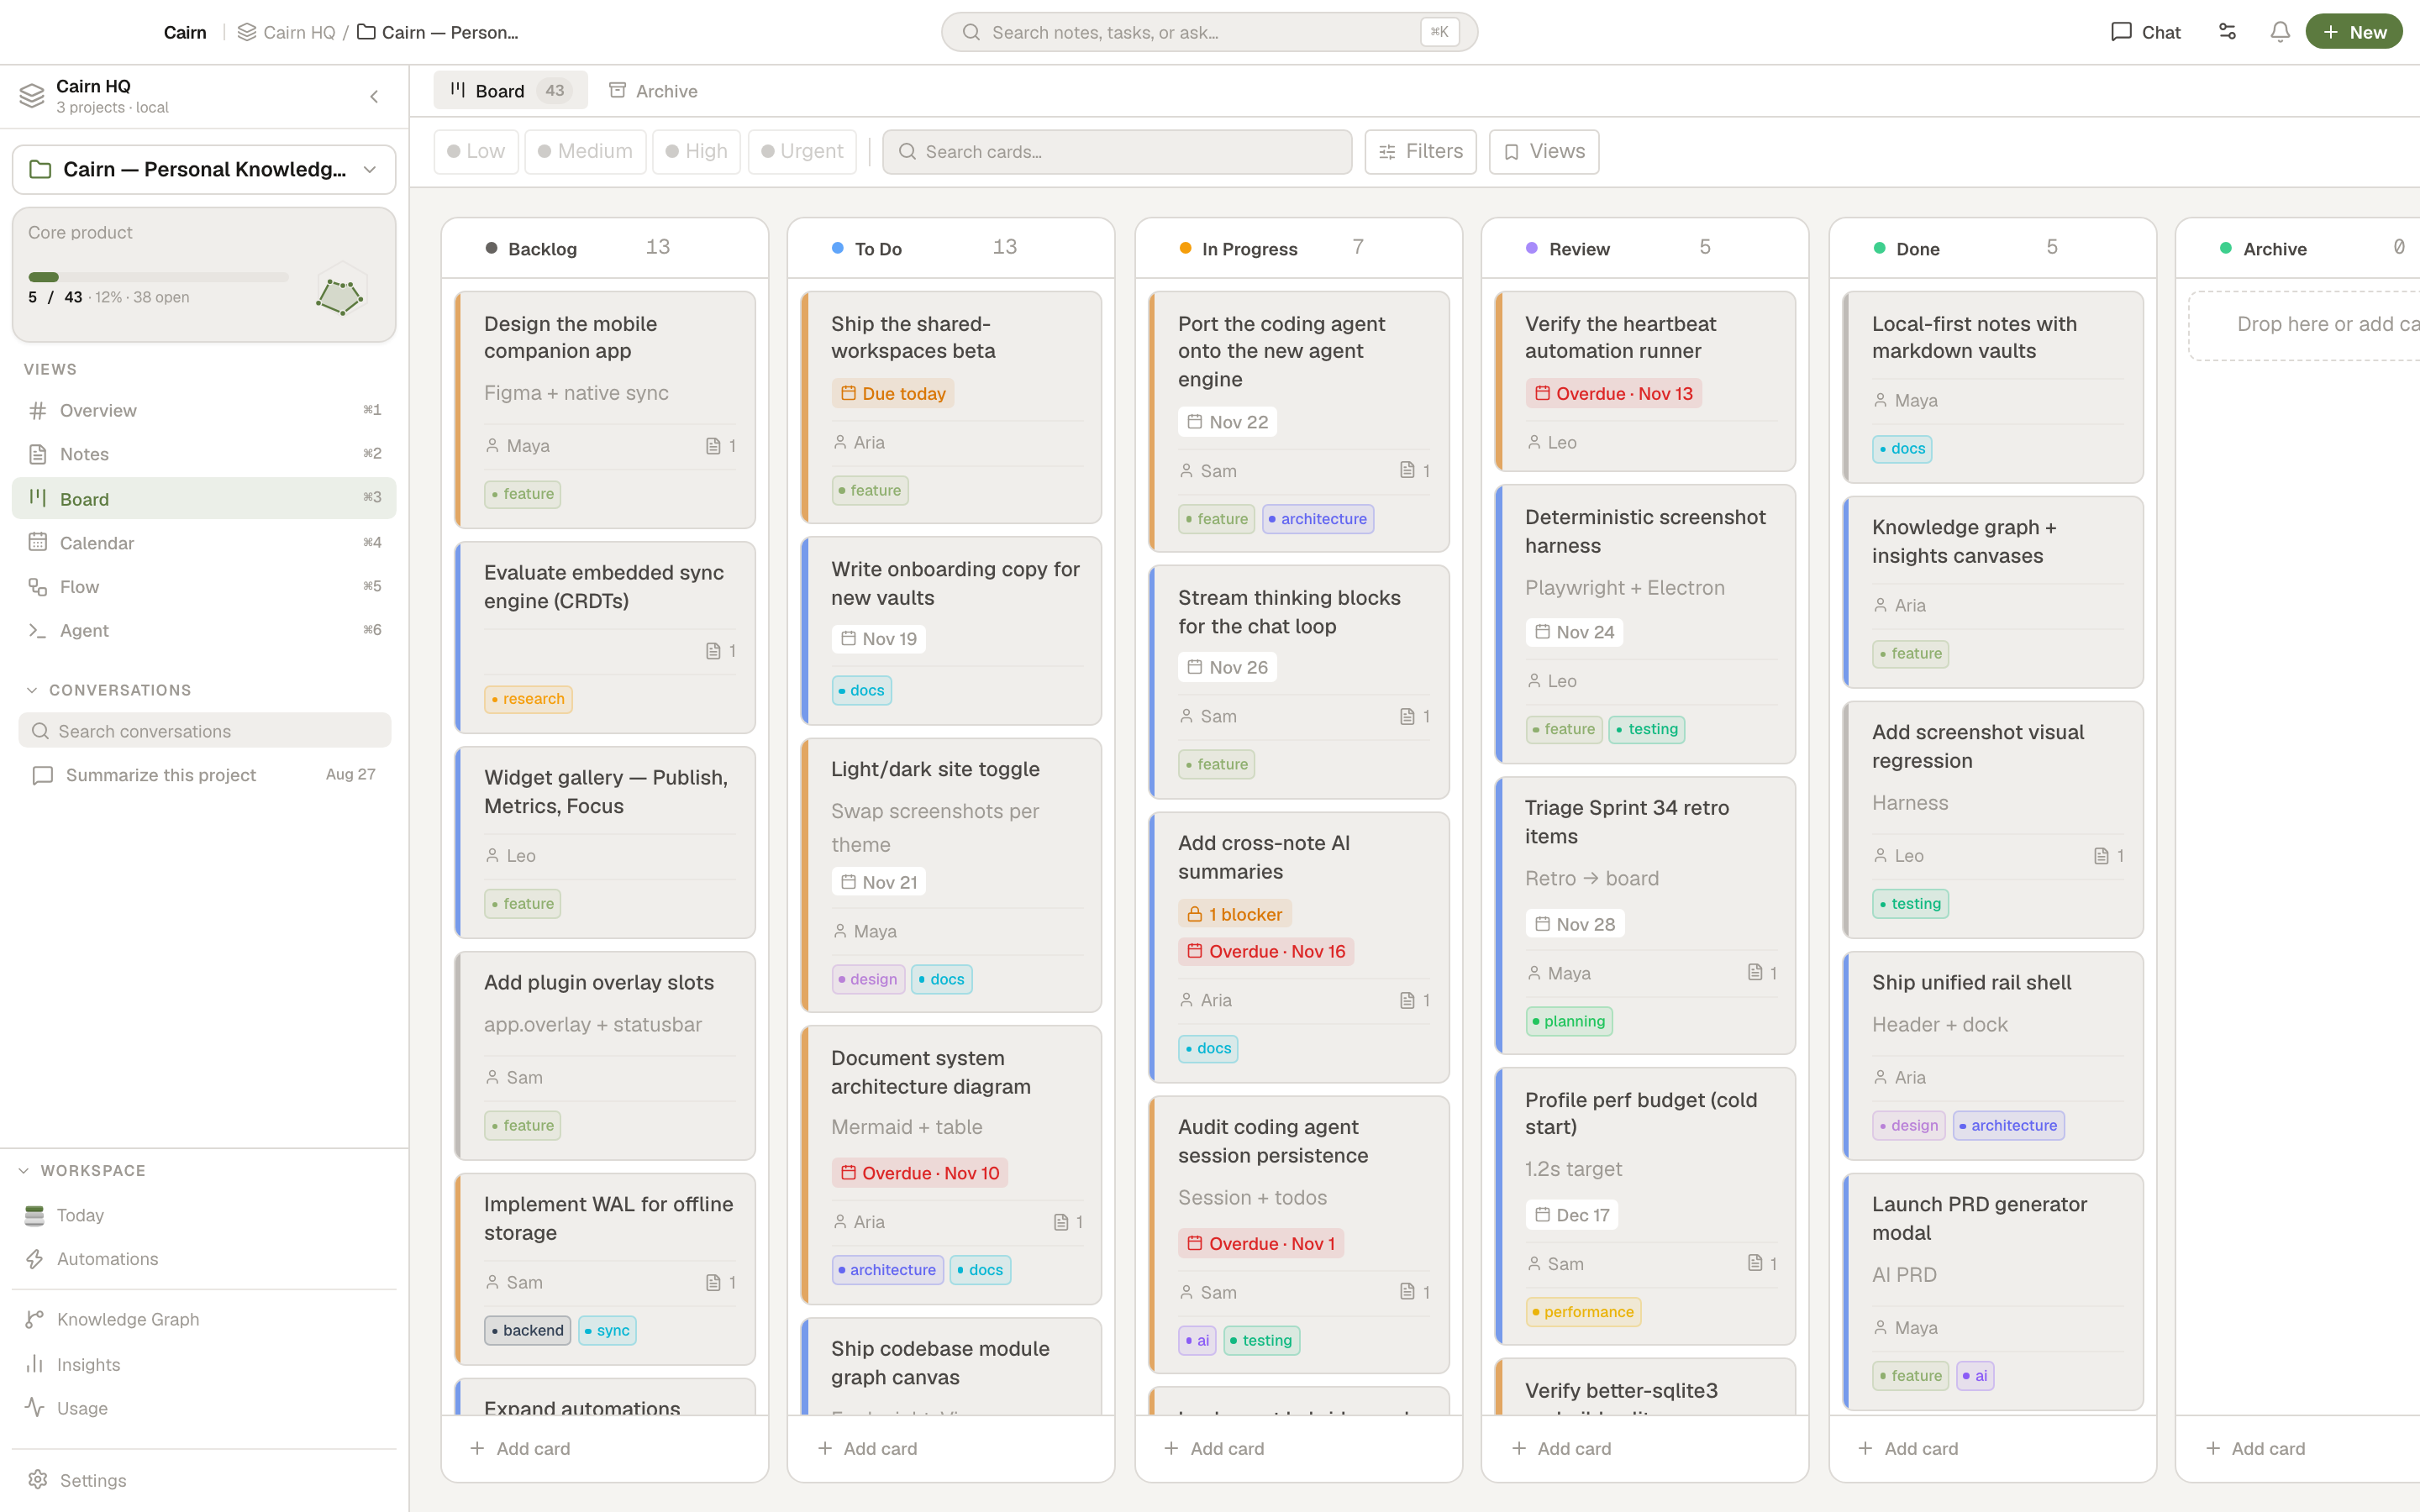 Cairn
Cairn HQ / Cairn — Person...
Search notes, tasks, or ask...
⌘K
Chat
New
Cairn HQ
3 projects · local
Cairn — Personal Knowledg...
Core product
5 / 43 · 12% · 38 open
VIEWS
Overview ⌘1
Notes ⌘2
Board ⌘3
Calendar ⌘4
Flow ⌘5
Agent ⌘6
CONVERSATIONS
Search conversations
Summarize this project Aug 27
WORKSPACE
Today
Automations
Knowledge Graph
Insights
Usage
Settings
Board 43
Archive
Low
Medium
High
Urgent
Search cards...
Filters
Views
Backlog 13
Design the mobile
companion app
Figma + native sync
Maya 1
feature
Evaluate embedded sync
engine (CRDTs)
1
research
Widget gallery — Publish,
Metrics, Focus
Leo
feature
Add plugin overlay slots
app.overlay + statusbar
Sam
feature
Implement WAL for offline
storage
Sam 1
backend sync
Expand automations
Add card
To Do 13
Ship the shared-
workspaces beta
Due today
Aria
feature
Write onboarding copy for
new vaults
Nov 19
docs
Light/dark site toggle
Swap screenshots per
theme
Nov 21
Maya
design docs
Document system
architecture diagram
Mermaid + table
Overdue · Nov 10
Aria 1
architecture docs
Ship codebase module
graph canvas
Add card
In Progress 7
Port the coding agent
onto the new agent
engine
Nov 22
Sam 1
feature architecture
Stream thinking blocks
for the chat loop
Nov 26
Sam 1
feature
Add cross-note AI
summaries
1 blocker
Overdue · Nov 16
Aria 1
docs
Audit coding agent
session persistence
Session + todos
Overdue · Nov 1
Sam 1
ai testing
Add card
Review 5
Verify the heartbeat
automation runner
Overdue · Nov 13
Leo
Deterministic screenshot
harness
Playwright + Electron
Nov 24
Leo
feature testing
Triage Sprint 34 retro
items
Retro → board
Nov 28
Maya 1
planning
Profile perf budget (cold
start)
1.2s target
Dec 17
Sam 1
performance
Verify better-sqlite3
Add card
Done 5
Local-first notes with
markdown vaults
Maya
docs
Knowledge graph +
insights canvases
Aria
feature
Add screenshot visual
regression
Harness
Leo 1
testing
Ship unified rail shell
Header + dock
Aria
design architecture
Launch PRD generator
modal
AI PRD
Maya
feature ai
Add card
Archive 0
Drop here or add ca
Add card